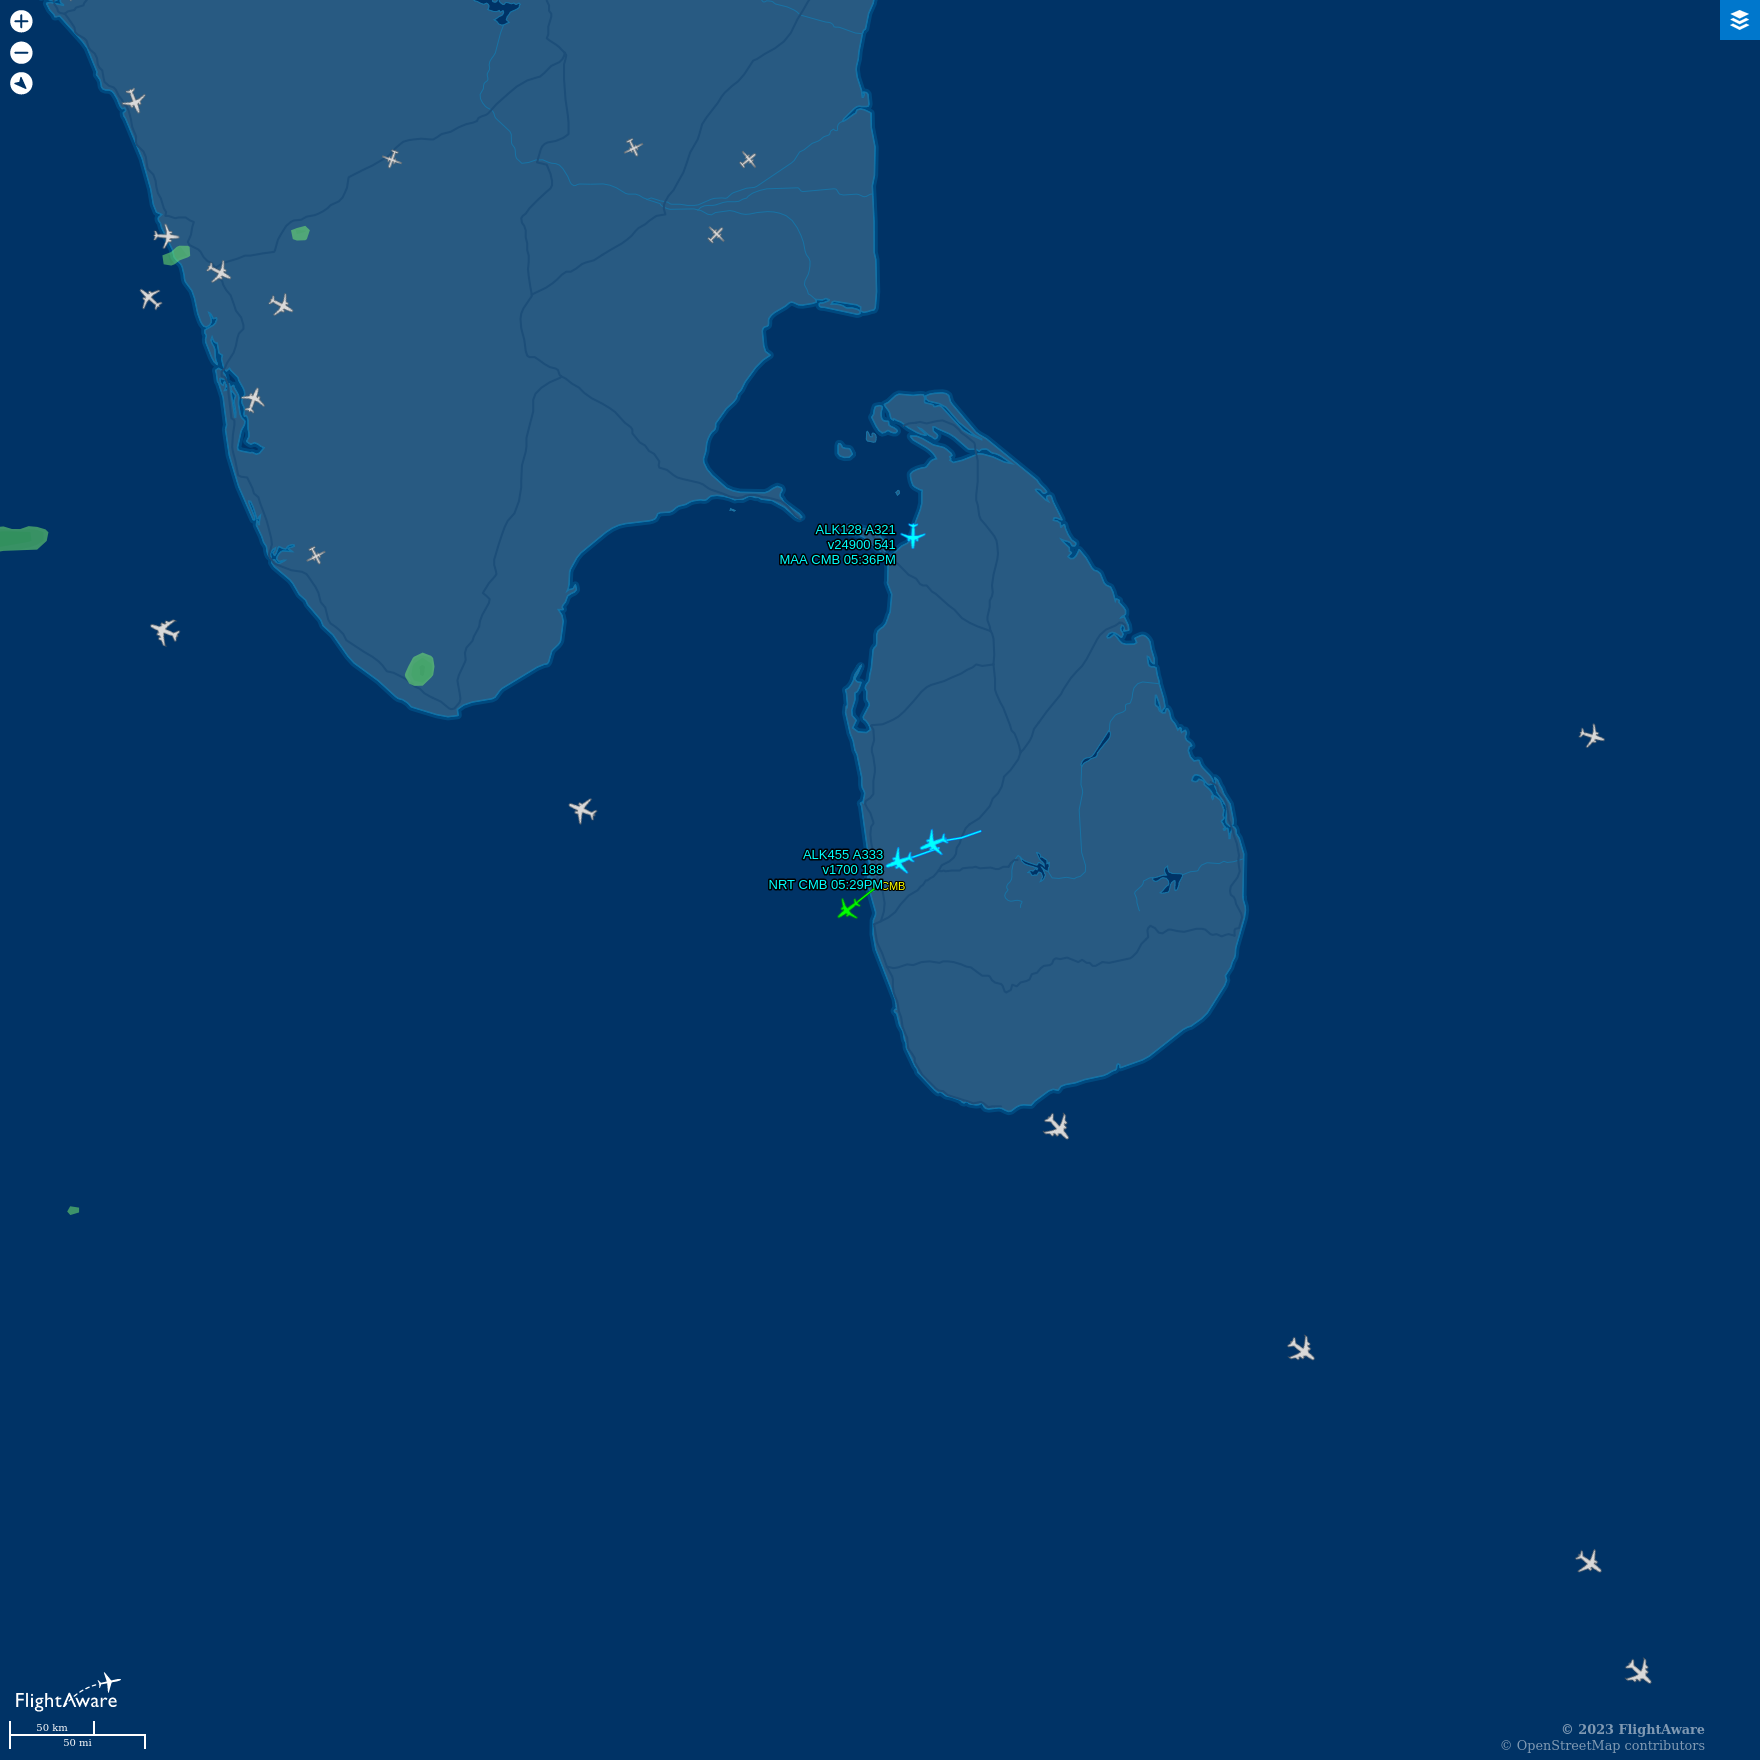 ALK128 A321
v24900 541
MAA CMB 05:36PM
ALK455 A333
v1700 188
NRT CMB 05:29PM
CMB
FlightAware
50 km
50 mi
© 2023 FlightAware
© OpenStreetMap contributors